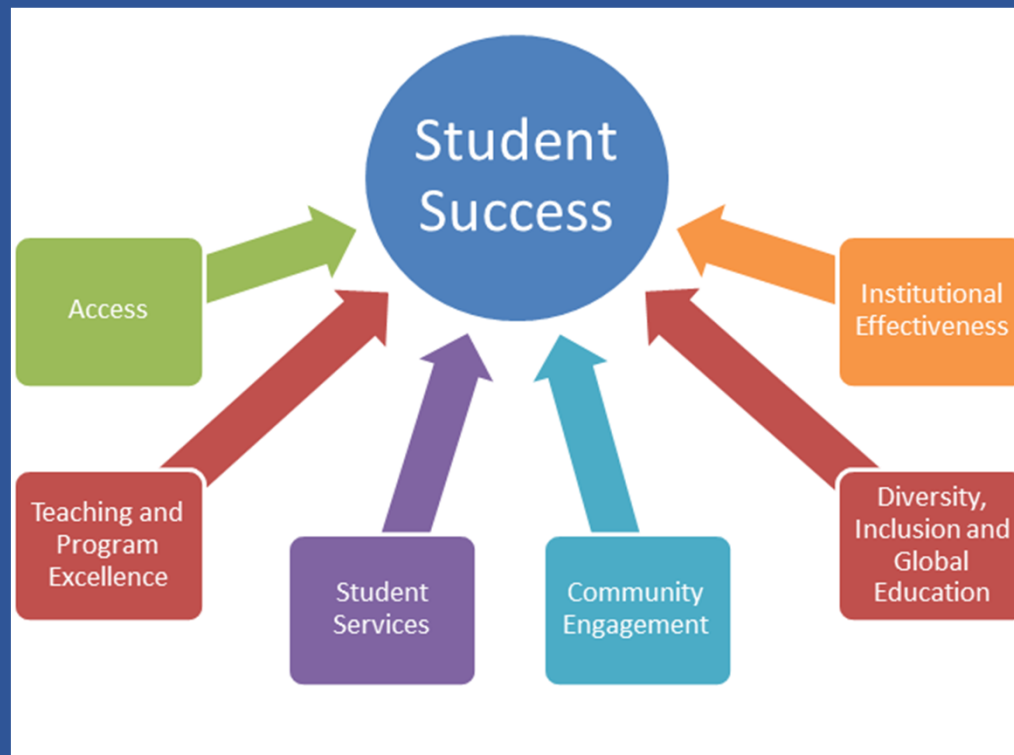 Student
Success
Access
Institutional
Effectiveness
Teaching and
Program
Excellence
Student
Services
Community
Engagement
Diversity,
Inclusion and
Global
Education